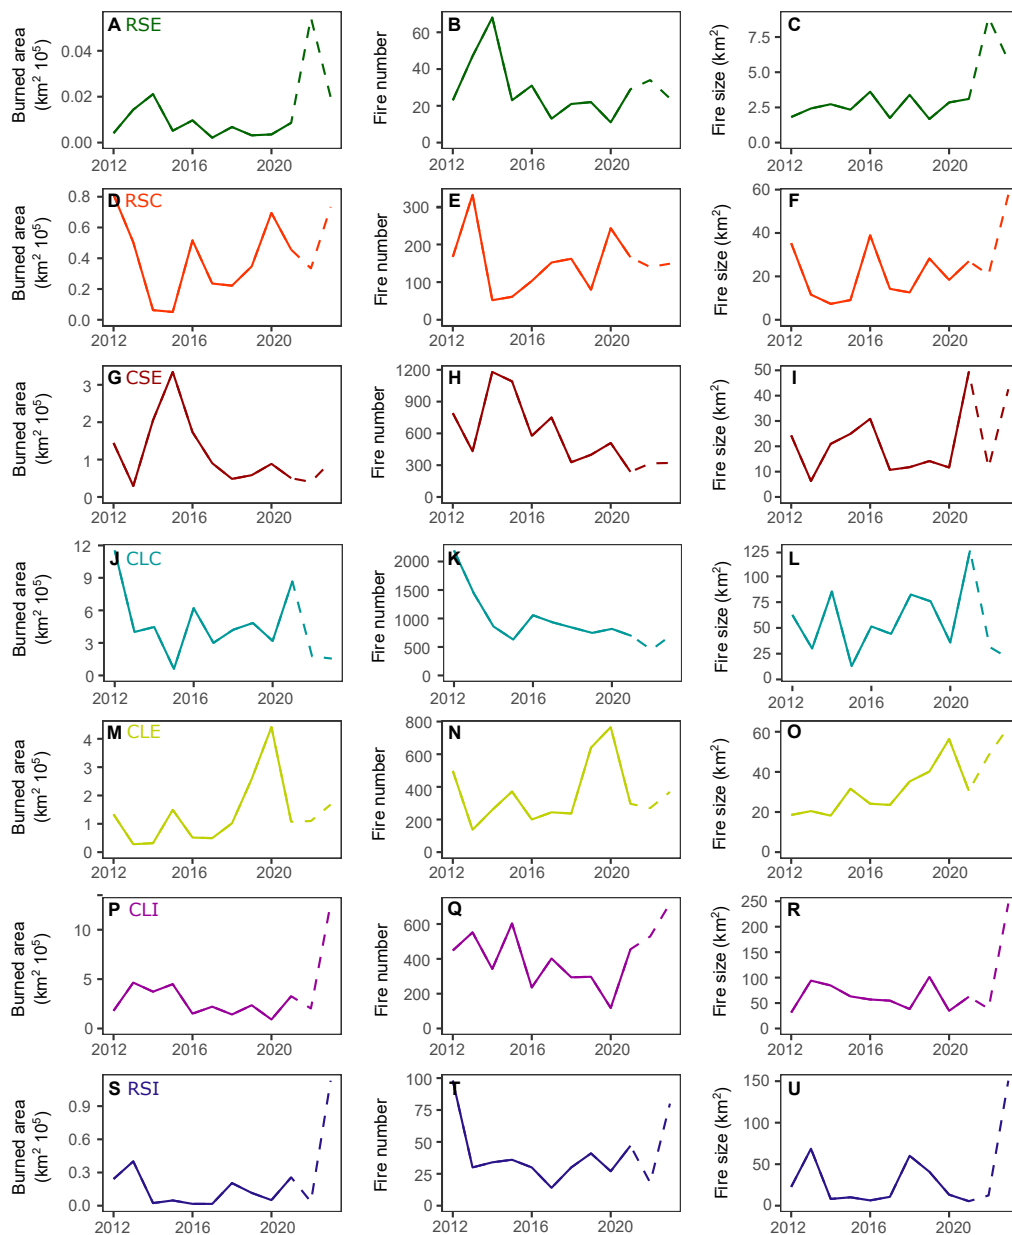 A RSE
Burned area
(km² 10⁵)
0.04
0.02
0.00
2012 2016 2020
B
Fire number
60
40
20
0
2012 2016 2020
C
Fire size (km²)
7.5
5.0
2.5
0.0
2012 2016 2020
D RSC
Burned area
(km² 10⁵)
0.8
0.6
0.4
0.2
0.0
2012 2016 2020
E
Fire number
300
200
100
0
2012 2016 2020
F
Fire size (km²)
60
40
20
0
2012 2016 2020
G CSE
Burned area
(km² 10⁵)
3
2
1
0
2012 2016 2020
H
Fire number
1200
900
600
300
0
2012 2016 2020
I
Fire size (km²)
50
40
30
20
10
0
2012 2016 2020
J CLC
Burned area
(km² 10⁵)
12
9
6
3
0
2012 2016 2020
K
Fire number
2000
1500
1000
500
0
2012 2016 2020
L
Fire size (km²)
125
100
75
50
25
0
2012 2016 2020
M CLE
Burned area
(km² 10⁵)
4
3
2
1
0
2012 2016 2020
N
Fire number
800
600
400
200
0
2012 2016 2020
O
Fire size (km²)
60
40
20
0
2012 2016 2020
P CLI
Burned area
(km² 10⁵)
10
5
0
2012 2016 2020
Q
Fire number
600
400
200
0
2012 2016 2020
R
Fire size (km²)
250
200
150
100
50
0
2012 2016 2020
S RSI
Burned area
(km² 10⁵)
0.9
0.6
0.3
0.0
2012 2016 2020
T
Fire number
100
75
50
25
0
2012 2016 2020
U
Fire size (km²)
150
100
50
0
2012 2016 2020